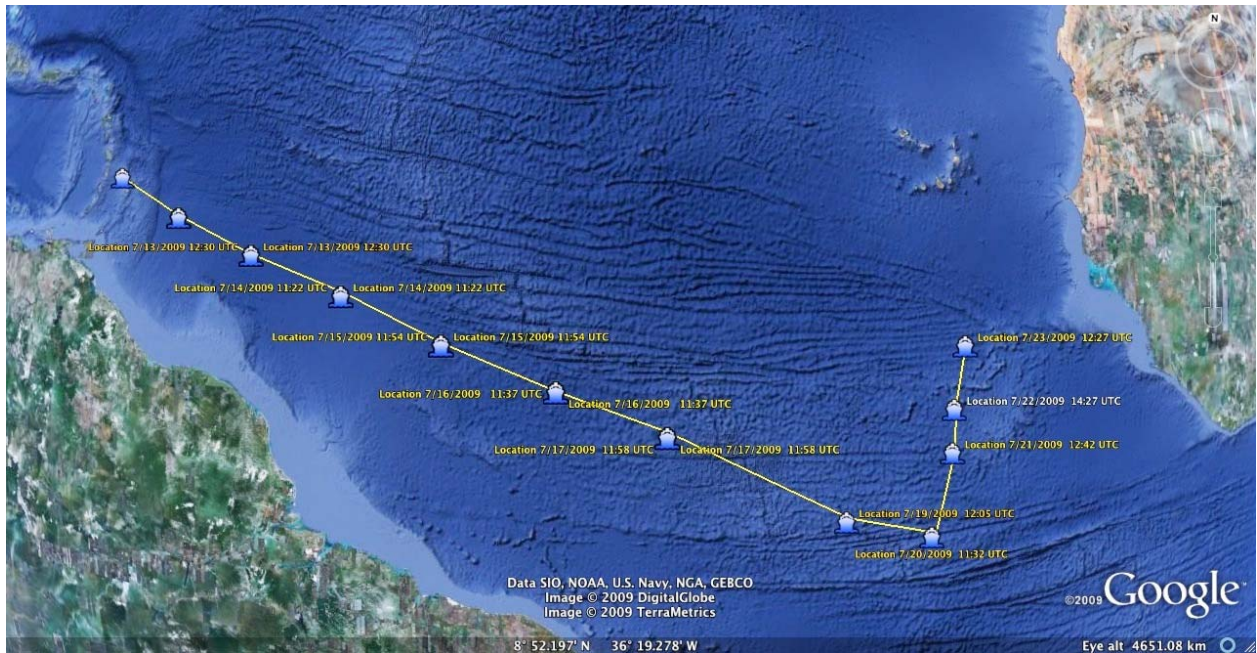 N
Location 7/13/2009 12:30 UTC
Location 7/13/2009 12:30 UTC
Location 7/14/2009 11:22 UTC
Location 7/14/2009 11:22 UTC
Location 7/15/2009 11:54 UTC
Location 7/15/2009 11:54 UTC
Location 7/23/2009 12:27 UTC
Location 7/16/2009 11:37 UTC
Location 7/16/2009 11:37 UTC
Location 7/22/2009 14:27 UTC
Location 7/17/2009 11:58 UTC
Location 7/17/2009 11:58 UTC
Location 7/21/2009 12:42 UTC
Location 7/19/2009 12:05 UTC
Location 7/20/2009 11:32 UTC
Data SIO, NOAA, U.S. Navy, NGA, GEBCO
Image © 2009 DigitalGlobe
Image © 2009 TerraMetrics
©2009 Google™
8° 52.197' N 36° 19.278' W
Eye alt 4651.08 km